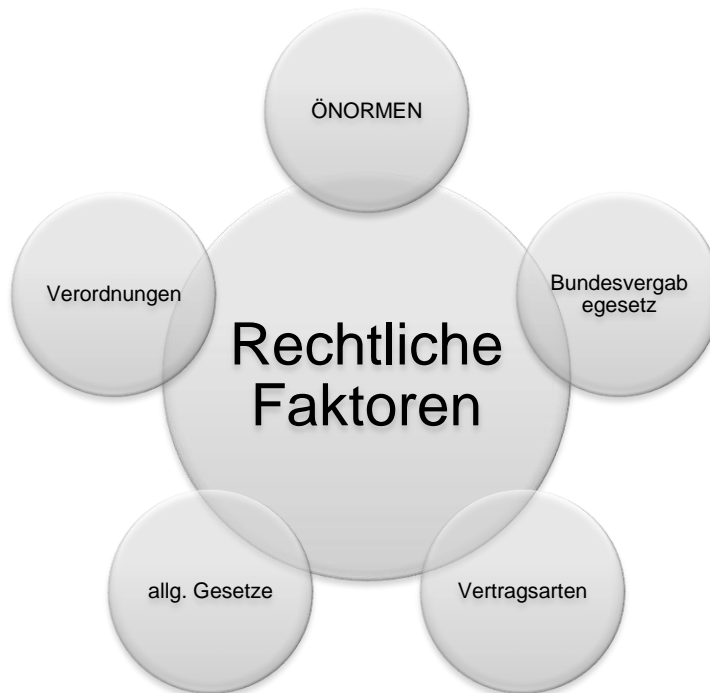 ÖNORMEN
Verordnungen
Bundesvergab
egesetz
Rechtliche
Faktoren
allg. Gesetze
Vertragsarten